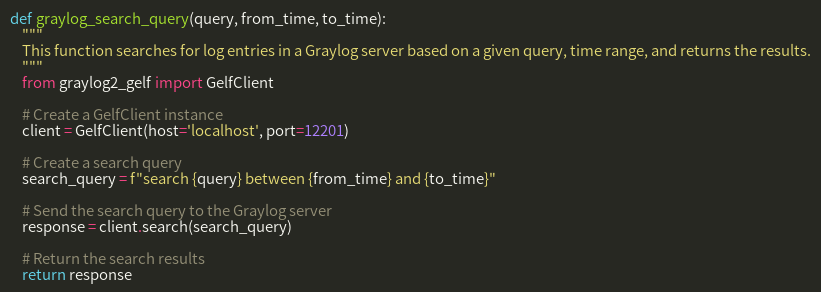 def graylog_search_query(query, from_time, to_time):
    """
    This function searches for log entries in a Graylog server based on a given query, time range, and returns the results.
    """
    from graylog2_gelf import GelfClient

    # Create a GelfClient instance
    client = GelfClient(host='localhost', port=12201)

    # Create a search query
    search_query = f"search {query} between {from_time} and {to_time}"

    # Send the search query to the Graylog server
    response = client.search(search_query)

    # Return the search results
    return response